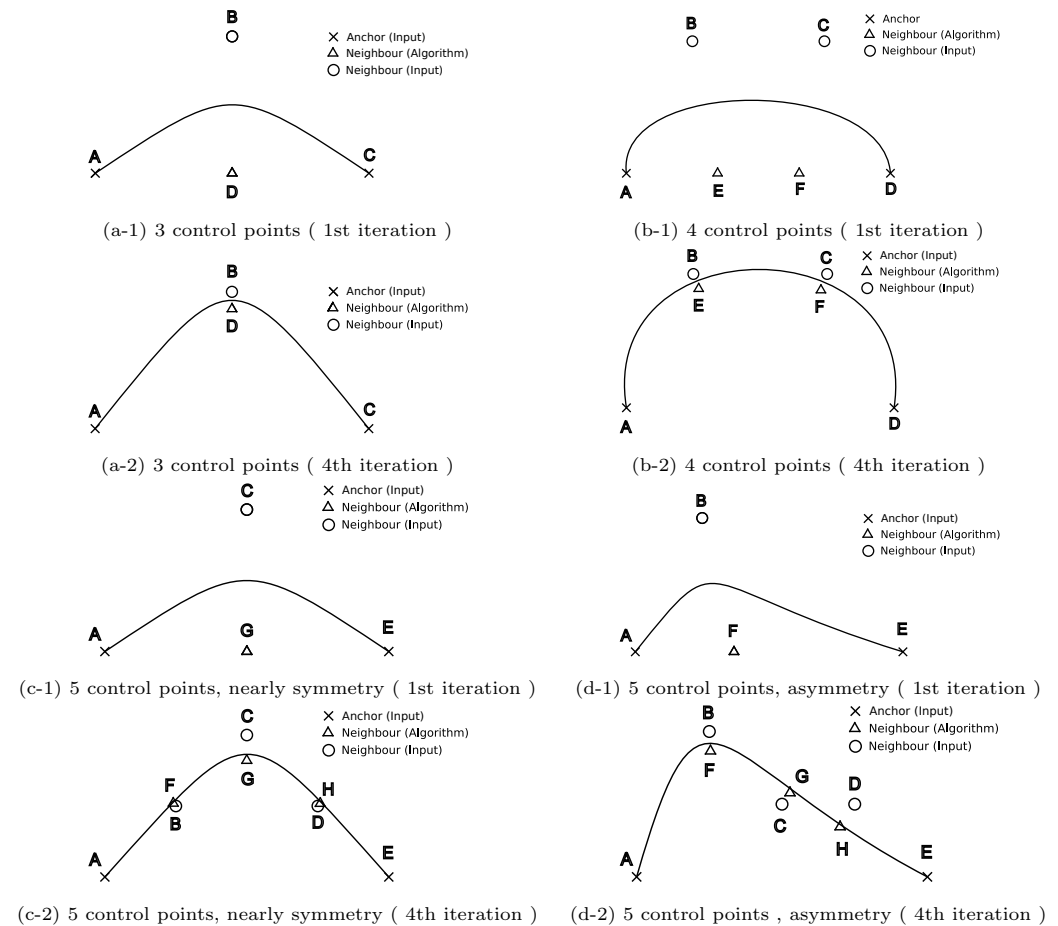 B
× Anchor (Input)
△ Neighbour (Algorithm)
○ Neighbour (Input)
A
C
D
(a-1) 3 control points ( 1st iteration )
B
C
× Anchor
△ Neighbour (Algorithm)
○ Neighbour (Input)
A
E
F
D
(b-1) 4 control points ( 1st iteration )
B
× Anchor (Input)
△ Neighbour (Algorithm)
○ Neighbour (Input)
D
A
C
(a-2) 3 control points ( 4th iteration )
B
C
× Anchor (Input)
△ Neighbour (Algorithm)
○ Neighbour (Input)
E
F
A
D
(b-2) 4 control points ( 4th iteration )
C
× Anchor (Input)
△ Neighbour (Algorithm)
○ Neighbour (Input)
A
G
E
(c-1) 5 control points, nearly symmetry ( 1st iteration )
B
× Anchor (Input)
△ Neighbour (Algorithm)
○ Neighbour (Input)
A
F
E
(d-1) 5 control points, asymmetry ( 1st iteration )
C
× Anchor (Input)
△ Neighbour (Algorithm)
○ Neighbour (Input)
G
F
H
B
D
A
E
(c-2) 5 control points, nearly symmetry ( 4th iteration )
B
× Anchor (Input)
△ Neighbour (Algorithm)
○ Neighbour (Input)
F
G
D
C
H
A
E
(d-2) 5 control points , asymmetry ( 4th iteration )